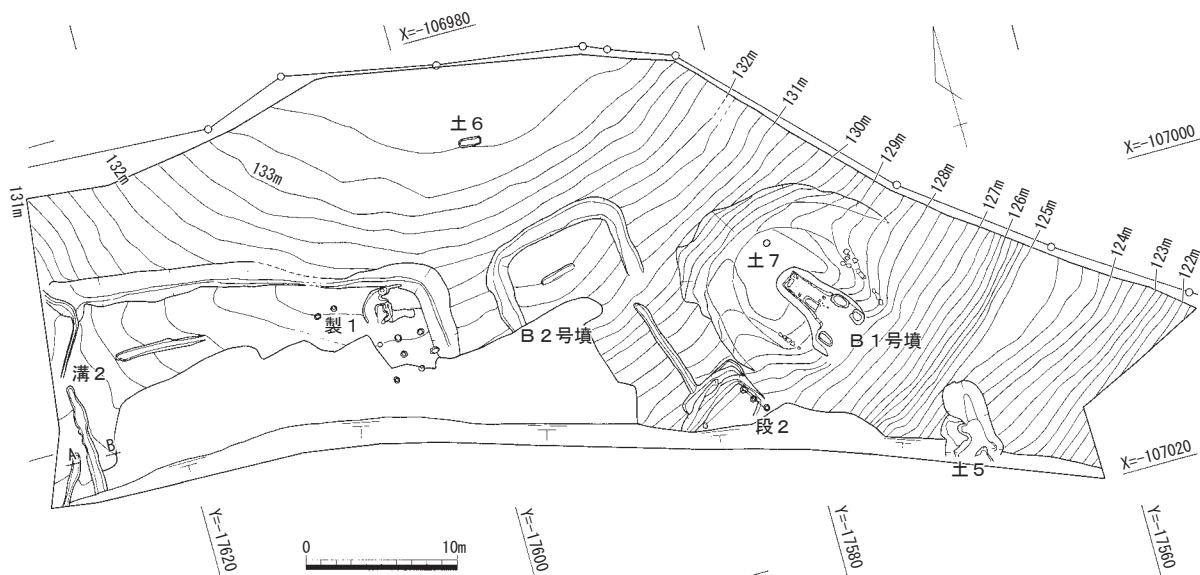 X=-106980
132m
131m
130m
129m
128m
127m
126m
125m
124m
123m
122m
X=-107000
土6
133m
132m
131m
土7
製1
B2号墳
B1号墳
溝2
A
B
段2
土5
X=-107020
Y=-17620
Y=-17600
Y=-17580
Y=-17560
0 10m